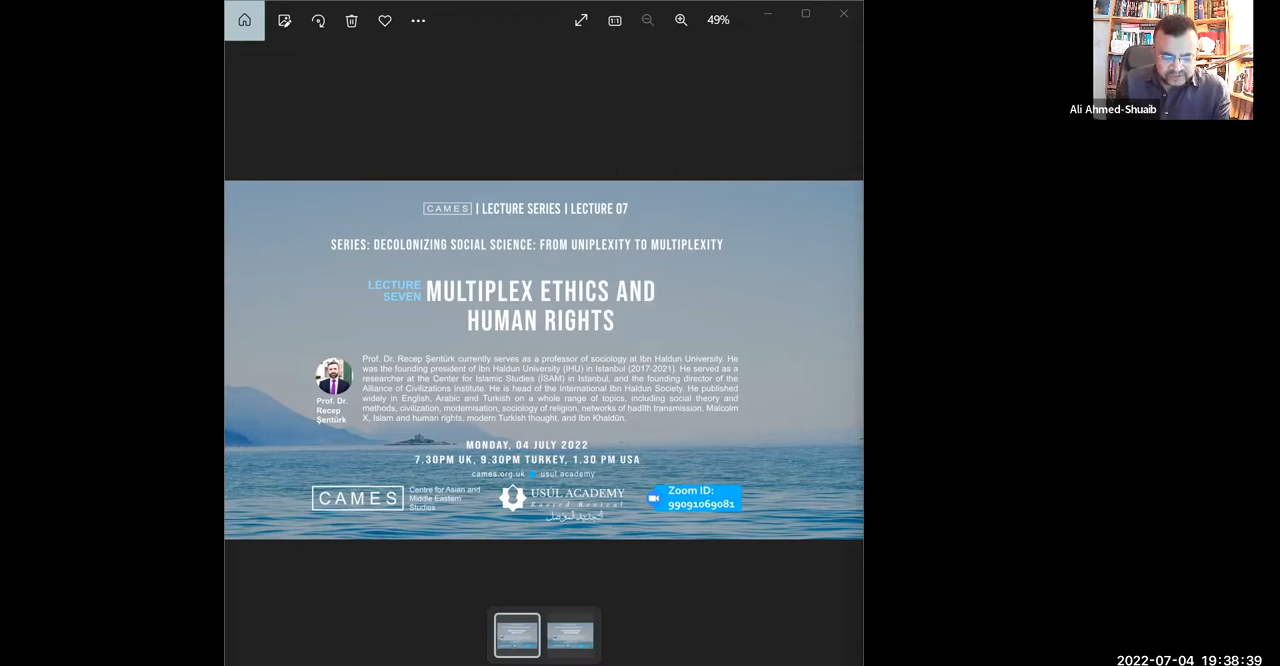 49%
Ali Ahmed-Shuaib
CAMES | LECTURE SERIES | LECTURE 07
SERIES: DECOLONIZING SOCIAL SCIENCE: FROM UNIPLEXITY TO MULTIPLEXITY
LECTURE
SEVEN
MULTIPLEX ETHICS AND
HUMAN RIGHTS
Prof. Dr. Recep Şentürk currently serves as a professor of sociology at Ibn Haldun University. He
was the founding president of Ibn Haldun University (IHU) in Istanbul (2017-2021). He served as a
researcher at the Center for Islamic Studies (İSAM) in Istanbul, and the founding director of the
Alliance of Civilizations Institute. He is head of the International Ibn Haldun Society. He published
widely in English, Arabic and Turkish on a whole range of topics, including social theory and
methods, civilization, modernisation, sociology of religion, networks of ḥadīth transmission, Malcolm
X, Islam and human rights, modern Turkish thought, and Ibn Khaldūn.
Prof. Dr.
Recep
Şentürk
MONDAY, 04 JULY 2022
7.30PM UK, 9.30PM TURKEY, 1.30 PM USA
cames.org.uk usul.academy
CAMES
Centre for Asian and
Middle Eastern
Studies
USUL ACADEMY
Rooted Revival
التجديد المؤصل
Zoom ID:
99091069081
2022-07-04 19:38:39